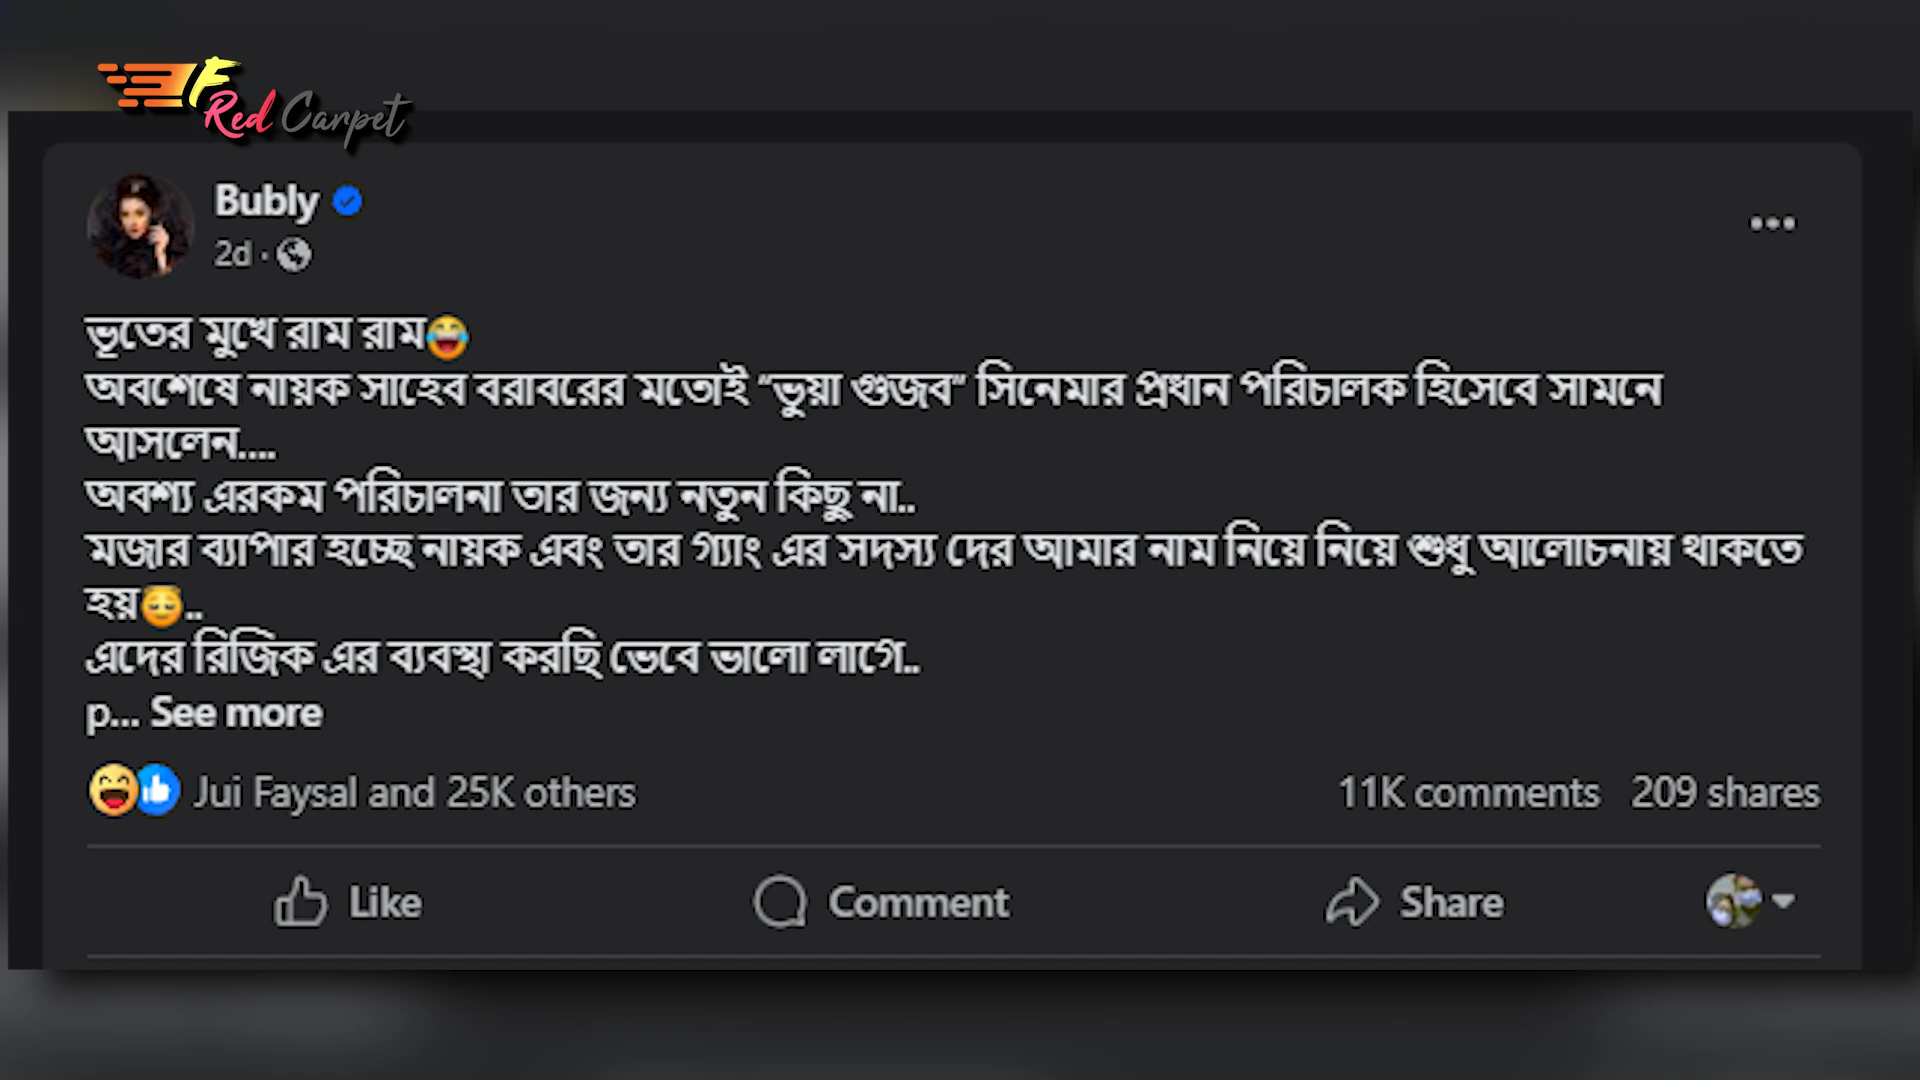 F
Red Carpet
Bubly
2d ·
ভূতের মুখে রাম রাম😂
অবশেষে নায়ক সাহেব বরাবরের মতোই “ভুয়া গুজব” সিনেমার প্রধান পরিচালক হিসেবে সামনে
আসলেন....
অবশ্য এরকম পরিচালনা তার জন্য নতুন কিছু না..
মজার ব্যাপার হচ্ছে নায়ক এবং তার গ্যাং এর সদস্য দের আমার নাম নিয়ে নিয়ে শুধু আলোচনায় থাকতে
হয়😇..
এদের রিজিক এর ব্যবস্থা করছি ভেবে ভালো লাগে..
p... See more
Jui Faysal and 25K others 11K comments 209 shares
Like Comment Share